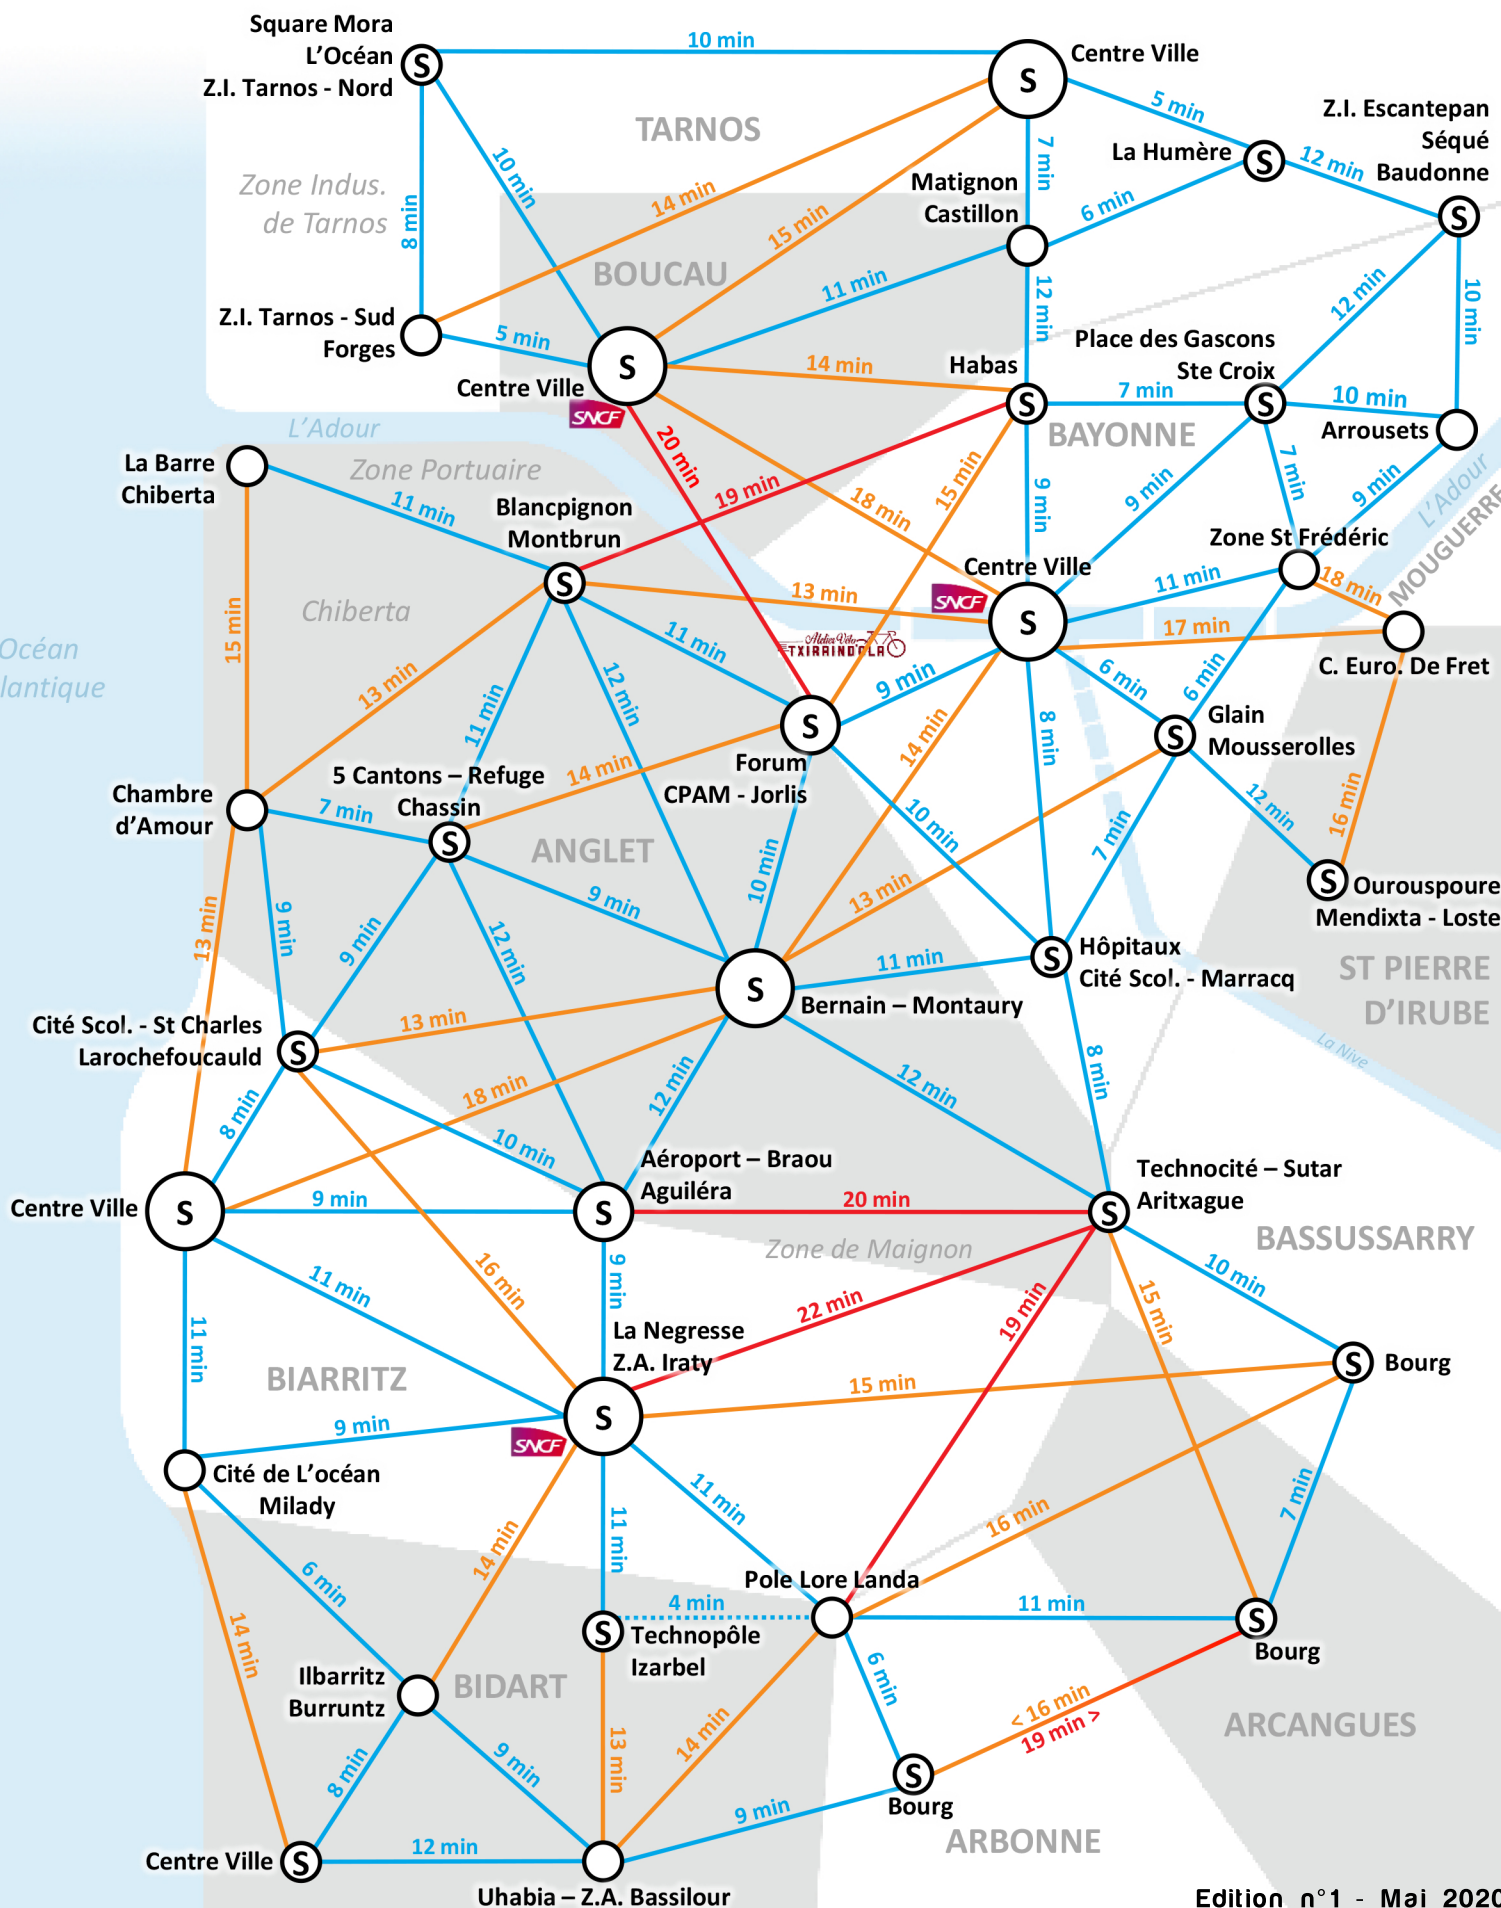 Square Mora
L'Océan
Z.I. Tarnos - Nord
S
10 min
S
Centre Ville
TARNOS
5 min
Z.I. Escantepan
Séqué
Baudonne
La Humère
S
12 min
S
7 min
Matignon
Castillon
6 min
Zone Indus.
de Tarnos
8 min
10 min
14 min
15 min
BOUCAU
11 min
12 min
12 min
10 min
Z.I. Tarnos - Sud
Forges
5 min
S
Centre Ville
SNCF
14 min
Habas
S
7 min
Place des Gascons
Ste Croix
S
10 min
Arrousets
BAYONNE
L'Adour
Zone Portuaire
La Barre
Chiberta
11 min
Blancpignon
Montbrun
S
20 min
19 min
18 min
15 min
9 min
9 min
7 min
9 min
L'Adour
MOUGUERRE
Zone St Frédéric
Centre Ville
SNCF
S
13 min
11 min
18 min
17 min
C. Euro. De Fret
Chiberta
15 min
13 min
11 min
11 min
12 min
Atelier Vélo
TXIRRIND'OLA
9 min
6 min
6 min
Océan
lantique
S
Forum
CPAM - Jorlis
14 min
8 min
S
Glain
Mousserolles
5 Cantons – Refuge
Chassin
S
14 min
Chambre
d'Amour
7 min
ANGLET
10 min
10 min
7 min
12 min
16 min
S
Ourouspoure
Mendixta - Loste
13 min
9 min
9 min
12 min
9 min
13 min
S
Bernain – Montaury
11 min
S
Hôpitaux
Cité Scol. - Marracq
ST PIERRE
D'IRUBE
La Nive
Cité Scol. - St Charles
Larochefoucauld
S
13 min
18 min
12 min
12 min
8 min
8 min
10 min
Aéroport – Braou
Aguiléra
S
Technocité – Sutar
Aritxague
S
Centre Ville
S
9 min
20 min
Zone de Maignon
BASSUSSARRY
11 min
16 min
9 min
22 min
19 min
15 min
10 min
11 min
La Negresse
Z.A. Iraty
S
SNCF
BIARRITZ
15 min
S
Bourg
9 min
Cité de L'océan
Milady
14 min
11 min
11 min
16 min
7 min
6 min
Pole Lore Landa
4 min
S
Technopôle
Izarbel
11 min
S
Bourg
14 min
Ilbarritz
Burruntz
BIDART
6 min
14 min
13 min
< 16 min
19 min >
ARCANGUES
8 min
9 min
S
Bourg
9 min
ARBONNE
Centre Ville
S
12 min
Uhabia – Z.A. Bassilour
Edition n°1 - Mai 2020